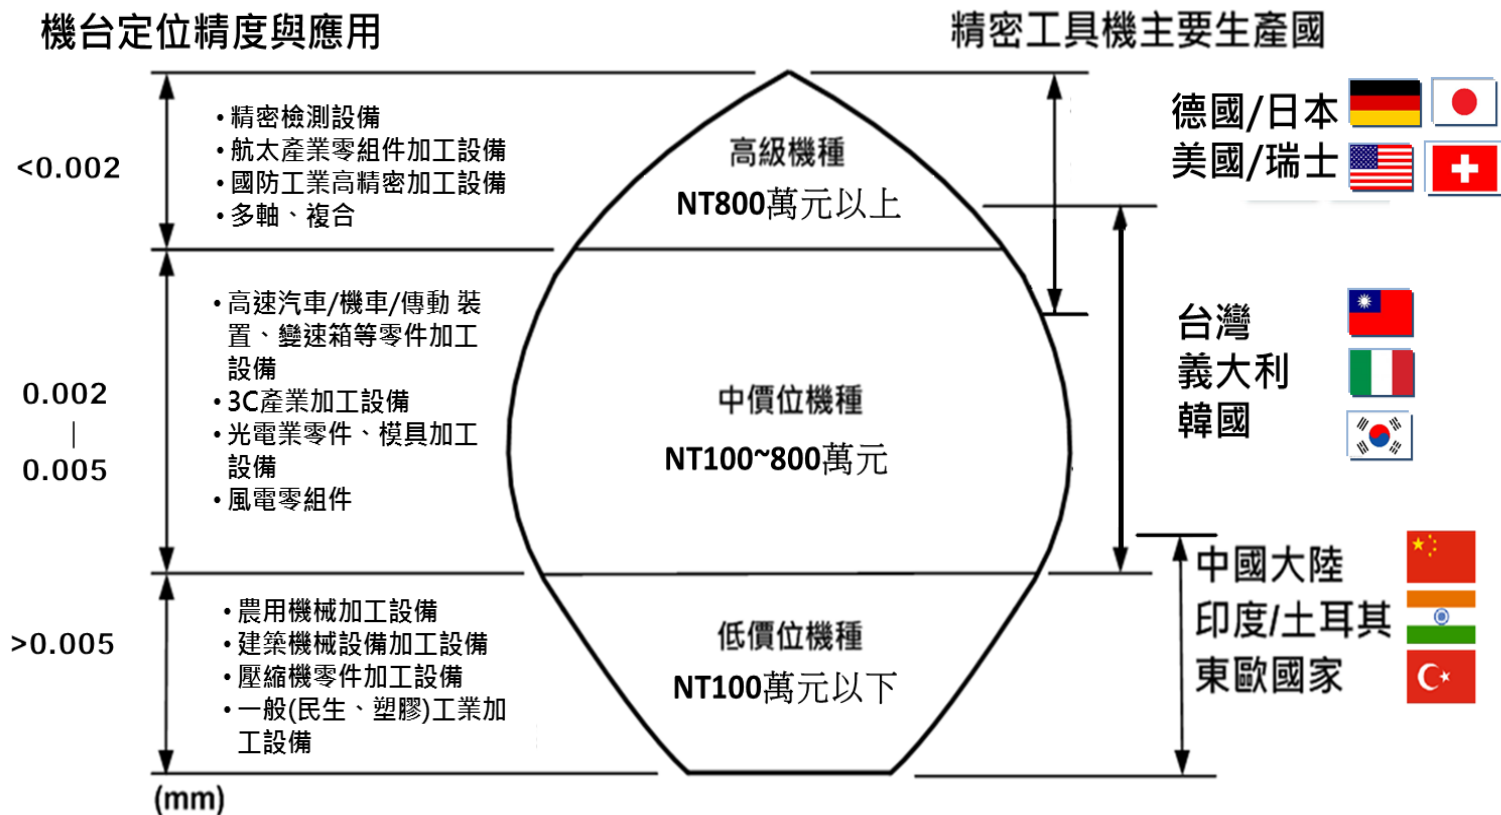 機台定位精度與應用
精密工具機主要生產國
<0.002
• 精密檢測設備
• 航太產業零組件加工設備
• 國防工業高精密加工設備
• 多軸、複合
高級機種
NT800萬元以上
德國/日本
美國/瑞士
0.002
|
0.005
• 高速汽車/機車/傳動 裝
置、變速箱等零件加工
設備
• 3C產業加工設備
• 光電業零件、模具加工
設備
• 風電零組件
中價位機種
NT100~800萬元
台灣
義大利
韓國
>0.005
• 農用機械加工設備
• 建築機械設備加工設備
• 壓縮機零件加工設備
• 一般(民生、塑膠)工業加
工設備
低價位機種
NT100萬元以下
中國大陸
印度/土耳其
東歐國家
(mm)